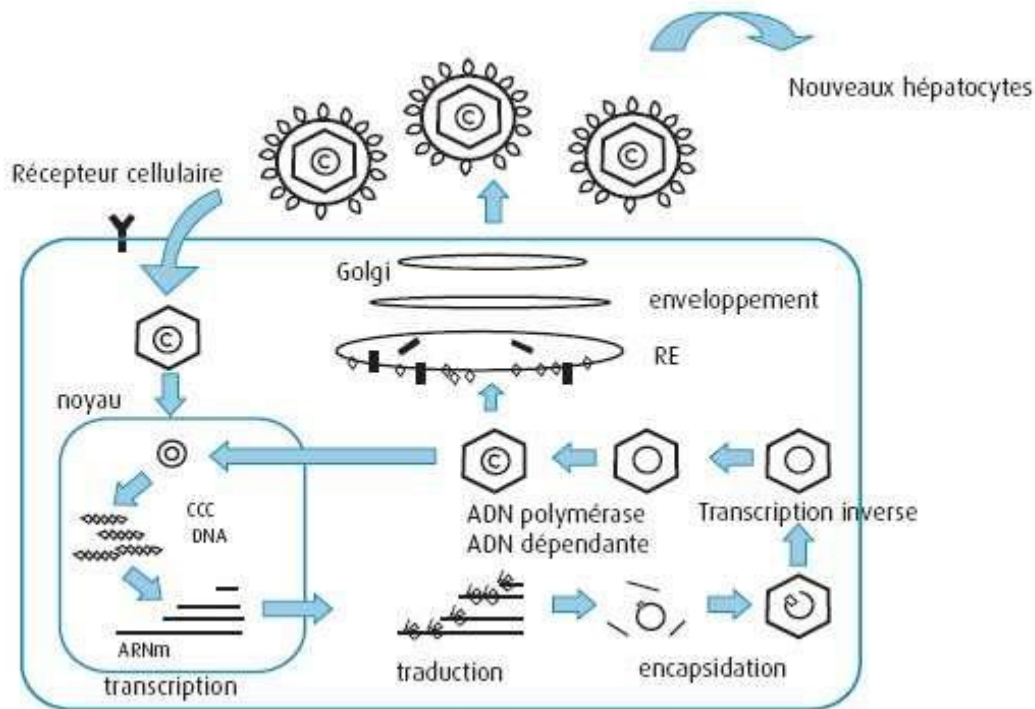 Nouveaux hépatocytes
Récepteur cellulaire
Golgi
enveloppement
RE
noyau
CCC
DNA
ADN polymérase
ADN dépendante
Transcription inverse
ARNm
transcription
traduction
encapsidation